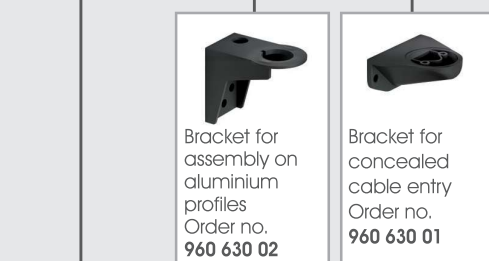 Bracket for
assembly on
aluminium
profiles
Order no.
960 630 02
Bracket for
concealed
cable entry
Order no.
960 630 01